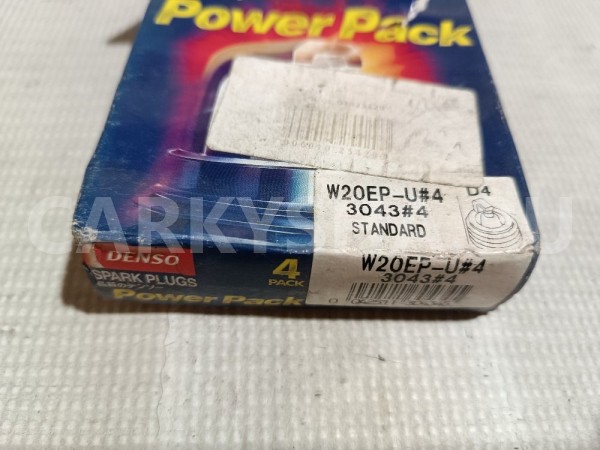 Power Pack
W20EP-U#4 D4
3043#4
STANDARD
DENSO
SPARK PLUGS
4
PACK
Power Pack
W20EP-U#4
3043#4